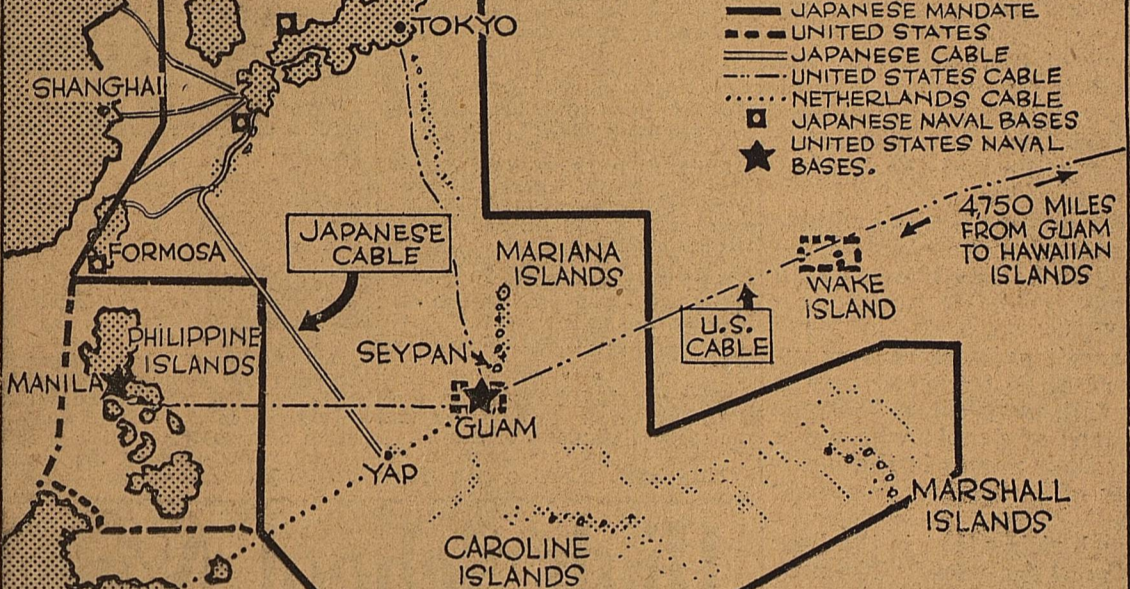 JAPANESE MANDATE
UNITED STATES
JAPANESE CABLE
UNITED STATES CABLE
NETHERLANDS CABLE
JAPANESE NAVAL BASES
UNITED STATES NAVAL
BASES.
TOKYO
SHANGHAI
FORMOSA
JAPANESE
CABLE
MARIANA
ISLANDS
4,750 MILES
FROM GUAM
TO HAWAIIAN
ISLANDS
WAKE
ISLAND
U.S.
CABLE
PHILIPPINE
ISLANDS
SEYPAN
MANILA
GUAM
YAP
MARSHALL
ISLANDS
CAROLINE
ISLANDS